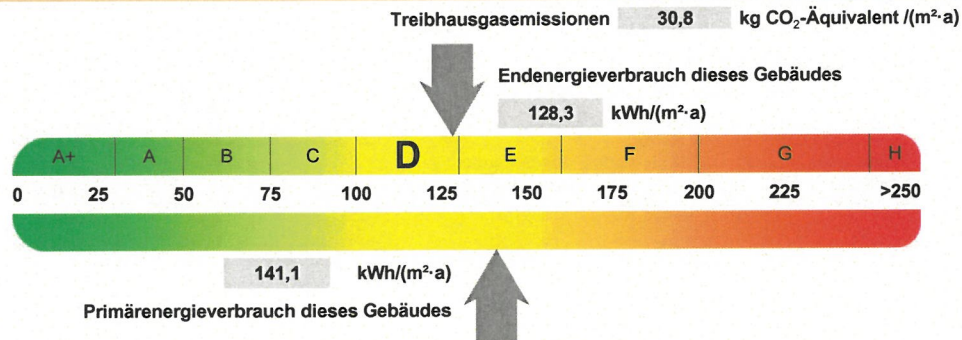 Treibhausgasemissionen 30,8 kg CO₂-Äquivalent /(m²·a)
Endenergieverbrauch dieses Gebäudes
128,3 kWh/(m²·a)
A+ A B C D E F G H
0 25 50 75 100 125 150 175 200 225 >250
141,1 kWh/(m²·a)
Primärenergieverbrauch dieses Gebäudes